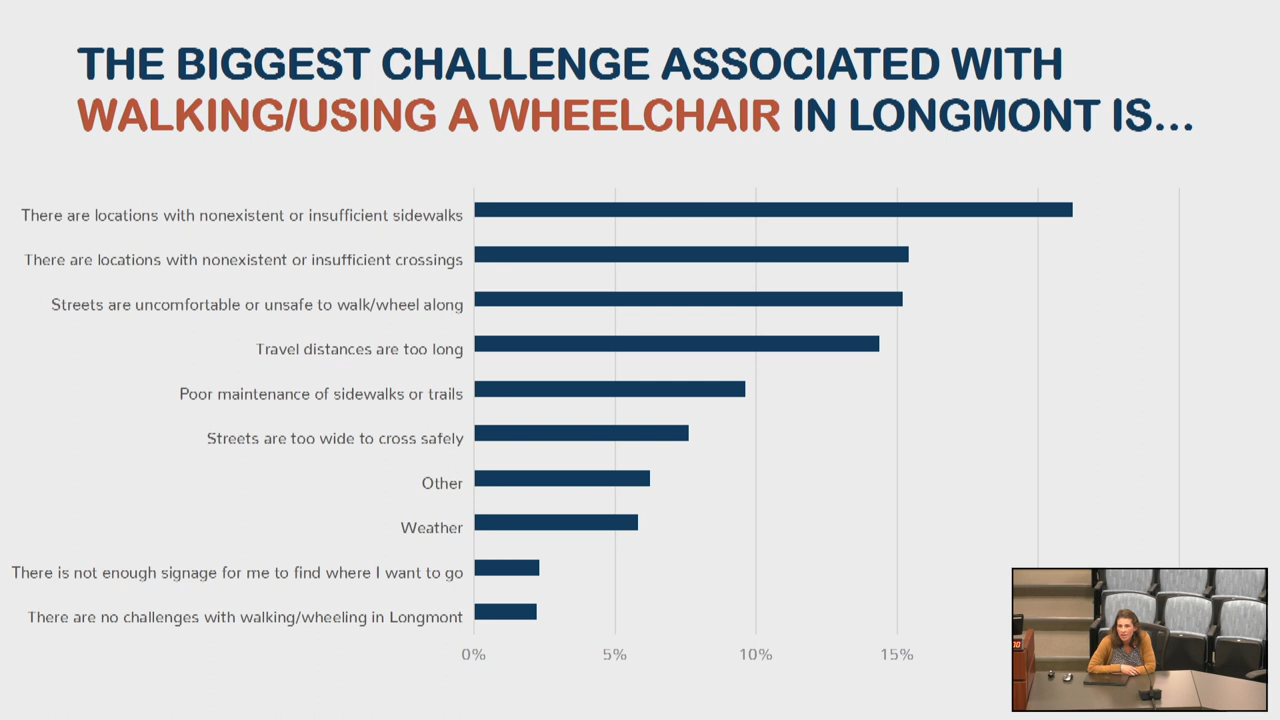 THE BIGGEST CHALLENGE ASSOCIATED WITH
WALKING/USING A WHEELCHAIR IN LONGMONT IS...
There are locations with nonexistent or insufficient sidewalks
There are locations with nonexistent or insufficient crossings
Streets are uncomfortable or unsafe to walk/wheel along
Travel distances are too long
Poor maintenance of sidewalks or trails
Streets are too wide to cross safely
Other
Weather
There is not enough signage for me to find where I want to go
There are no challenges with walking/wheeling in Longmont
0% 5% 10% 15%